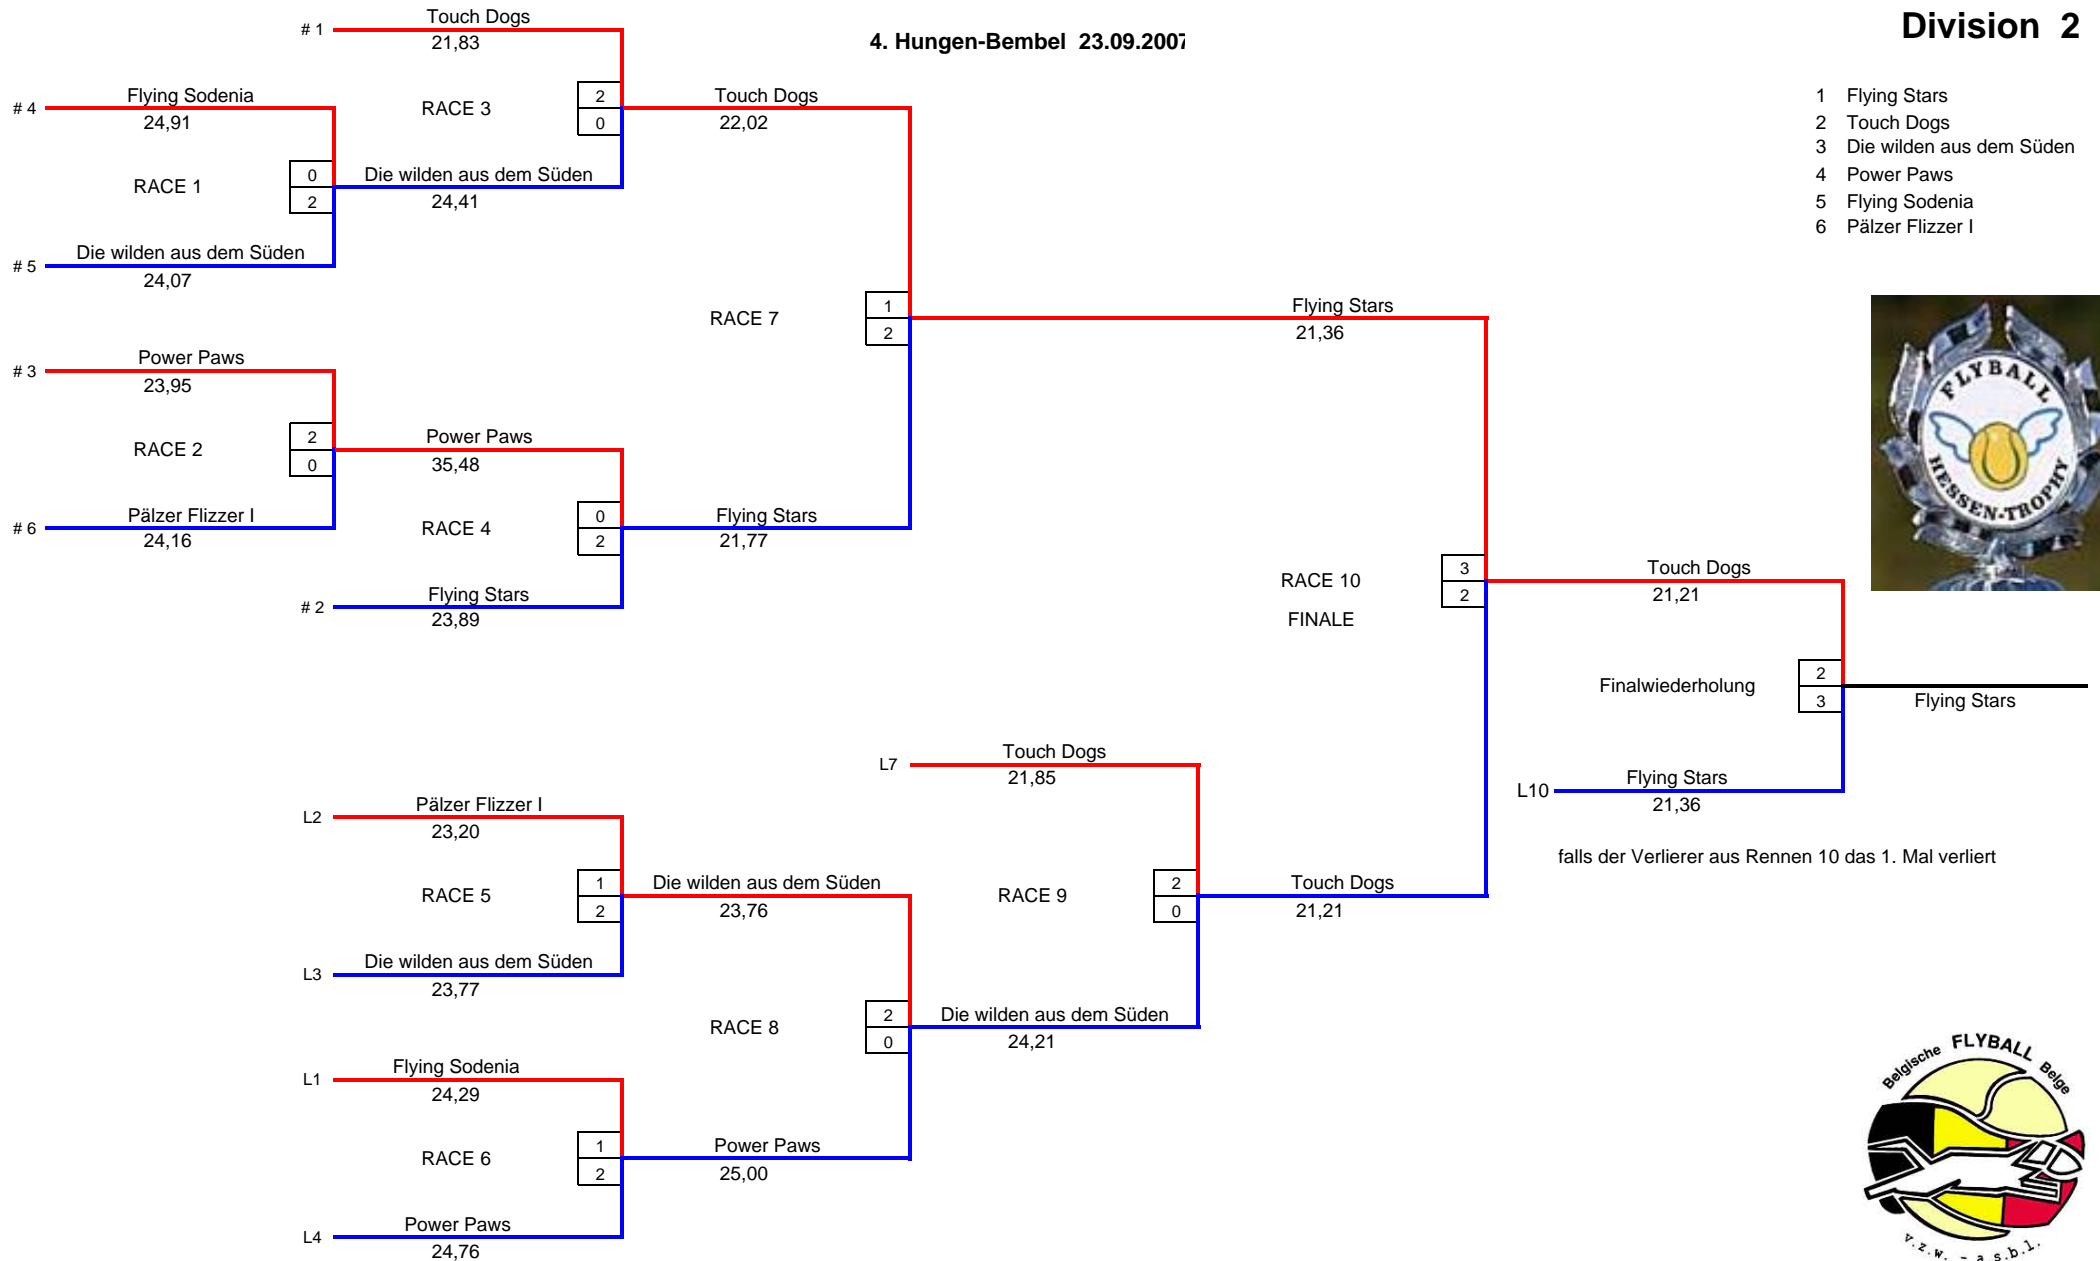 Division 2
4. Hungen-Bembel 23.09.2007
1 Flying Stars
2 Touch Dogs
3 Die wilden aus dem Süden
4 Power Paws
5 Flying Sodenia
6 Pälzer Flizzer I
# 1
Touch Dogs
21,83
# 4
Flying Sodenia
24,91
RACE 3
2
0
Touch Dogs
22,02
RACE 1
0
2
Die wilden aus dem Süden
24,41
# 5
Die wilden aus dem Süden
24,07
RACE 7
1
2
Flying Stars
21,36
# 3
Power Paws
23,95
RACE 2
2
0
Power Paws
35,48
# 6
Pälzer Flizzer I
24,16
RACE 4
0
2
Flying Stars
21,77
# 2
Flying Stars
23,89
RACE 10
FINALE
3
2
Touch Dogs
21,21
Finalwiederholung
2
3
Flying Stars
L10
Flying Stars
21,36
falls der Verlierer aus Rennen 10 das 1. Mal verliert
L7
Touch Dogs
21,85
L2
Pälzer Flizzer I
23,20
RACE 5
1
2
Die wilden aus dem Süden
23,76
RACE 9
2
0
Touch Dogs
21,21
L3
Die wilden aus dem Süden
23,77
RACE 8
2
0
Die wilden aus dem Süden
24,21
L1
Flying Sodenia
24,29
RACE 6
1
2
Power Paws
25,00
L4
Power Paws
24,76
FLYBALL
HESSEN-TROPHY
Belgische FLYBALL Belge
v.z.w. - a.s.b.l.